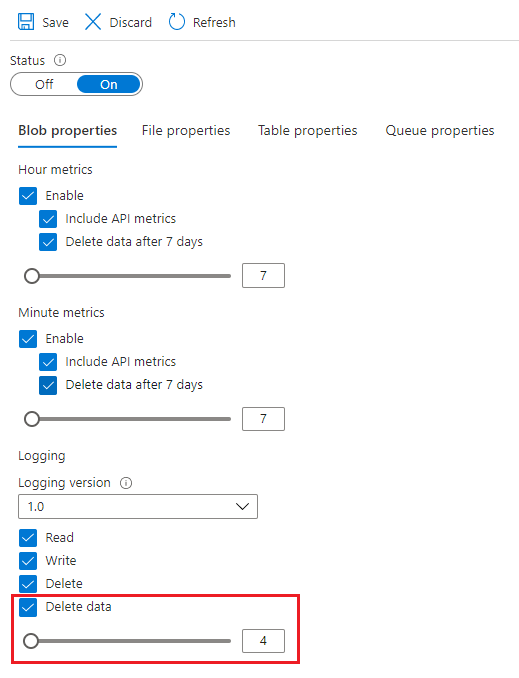 Save Discard Refresh
Status
Off On
Blob properties File properties Table properties Queue properties
Hour metrics
Enable
Include API metrics
Delete data after 7 days
7
Minute metrics
Enable
Include API metrics
Delete data after 7 days
7
Logging
Logging version
1.0
Read
Write
Delete
Delete data
4